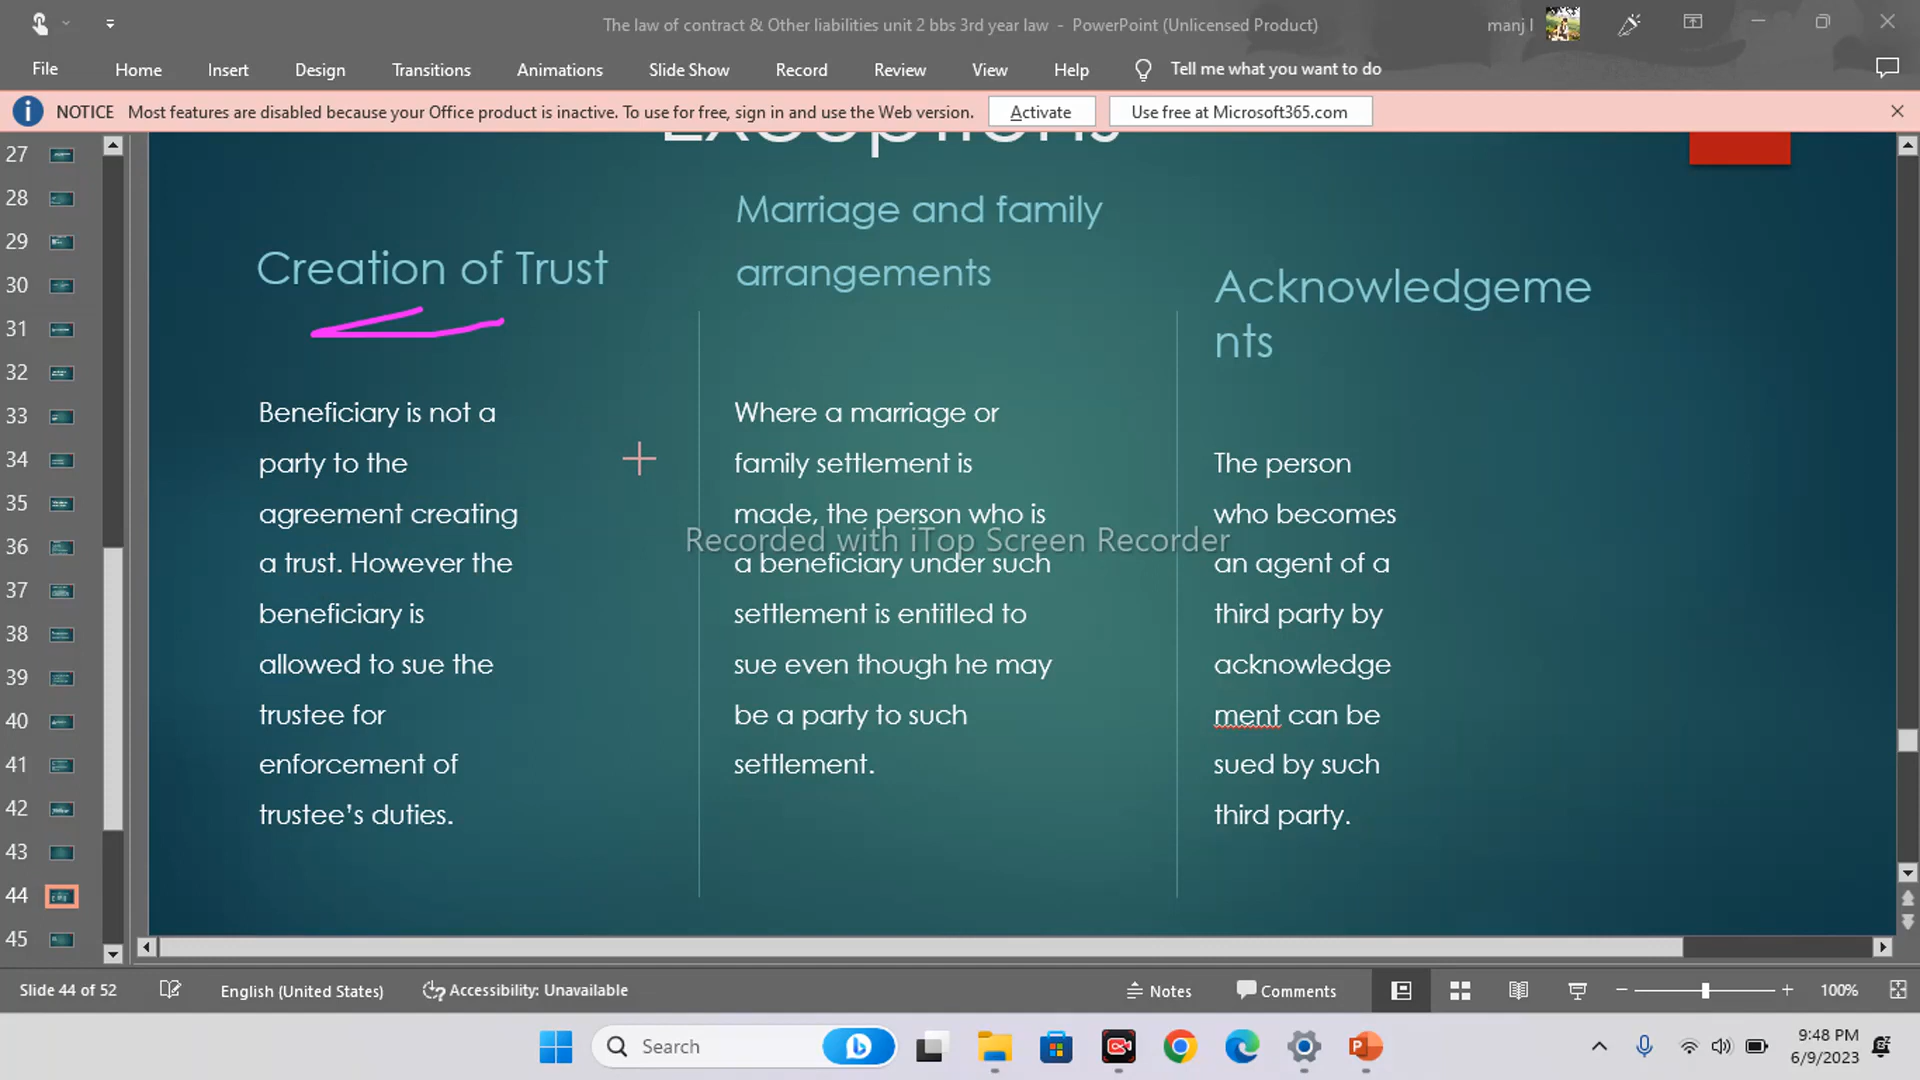 The law of contract & Other liabilities unit 2 bbs 3rd year law - PowerPoint (Unlicensed Product)
manj l
File Home Insert Design Transitions Animations Slide Show Record Review View Help Tell me what you want to do
NOTICE Most features are disabled because your Office product is inactive. To use for free, sign in and use the Web version. Activate Use free at Microsoft365.com
27
28
29
30
31
32
33
34
35
36
37
38
39
40
41
42
43
44
45
Exceptions
Creation of Trust
Beneficiary is not a
party to the
agreement creating
a trust. However the
beneficiary is
allowed to sue the
trustee for
enforcement of
trustee’s duties.
Marriage and family
arrangements
Where a marriage or
family settlement is
made, the person who is
a beneficiary under such
settlement is entitled to
sue even though he may
be a party to such
settlement.
Acknowledgeme
nts
The person
who becomes
an agent of a
third party by
acknowledge
ment can be
sued by such
third party.
Recorded with iTop Screen Recorder
Slide 44 of 52 English (United States) Accessibility: Unavailable Notes Comments 100%
Search
9:48 PM
6/9/2023